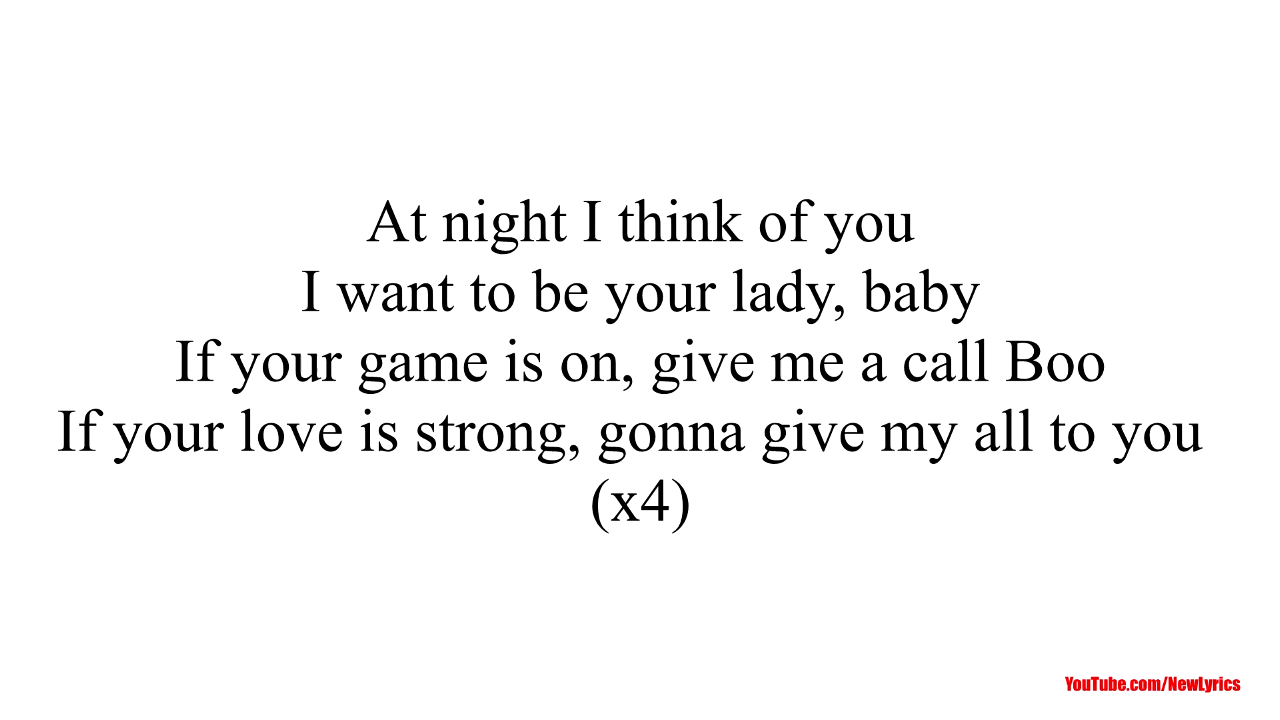 At night I think of you
I want to be your lady, baby
If your game is on, give me a call Boo
If your love is strong, gonna give my all to you
(x4)
YouTube.com/NewLyrics